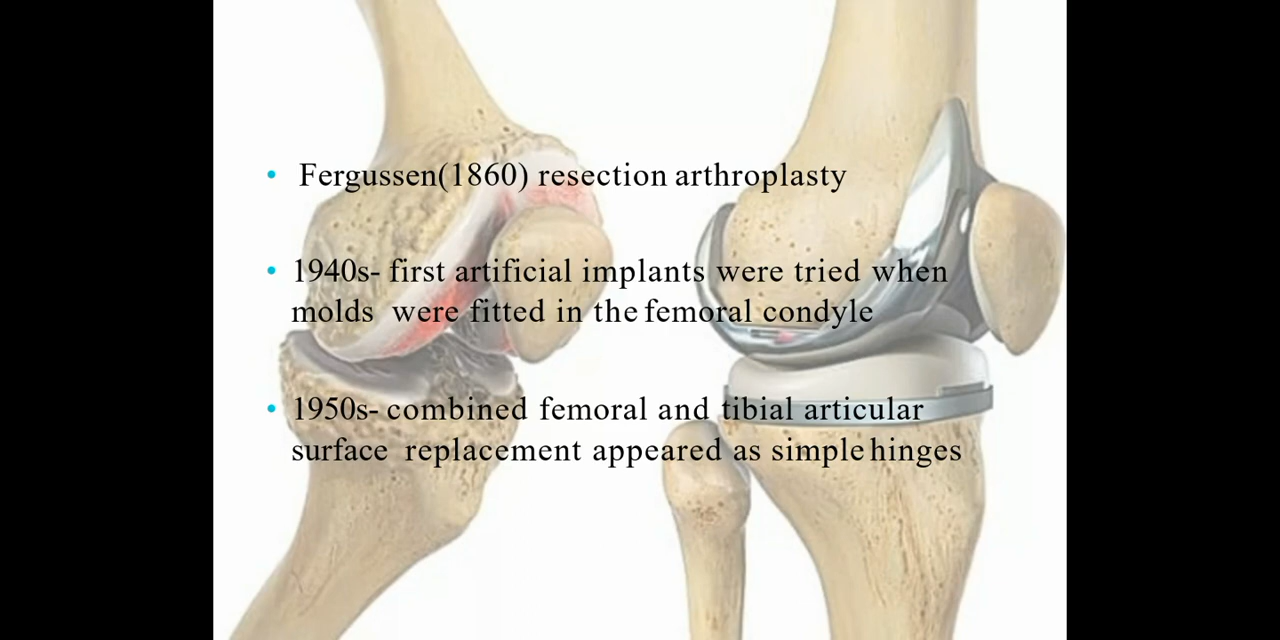 • Fergussen(1860) resection arthroplasty
• 1940s- first artificial implants were tried when
molds were fitted in the femoral condyle
• 1950s- combined femoral and tibial articular
surface replacement appeared as simple hinges